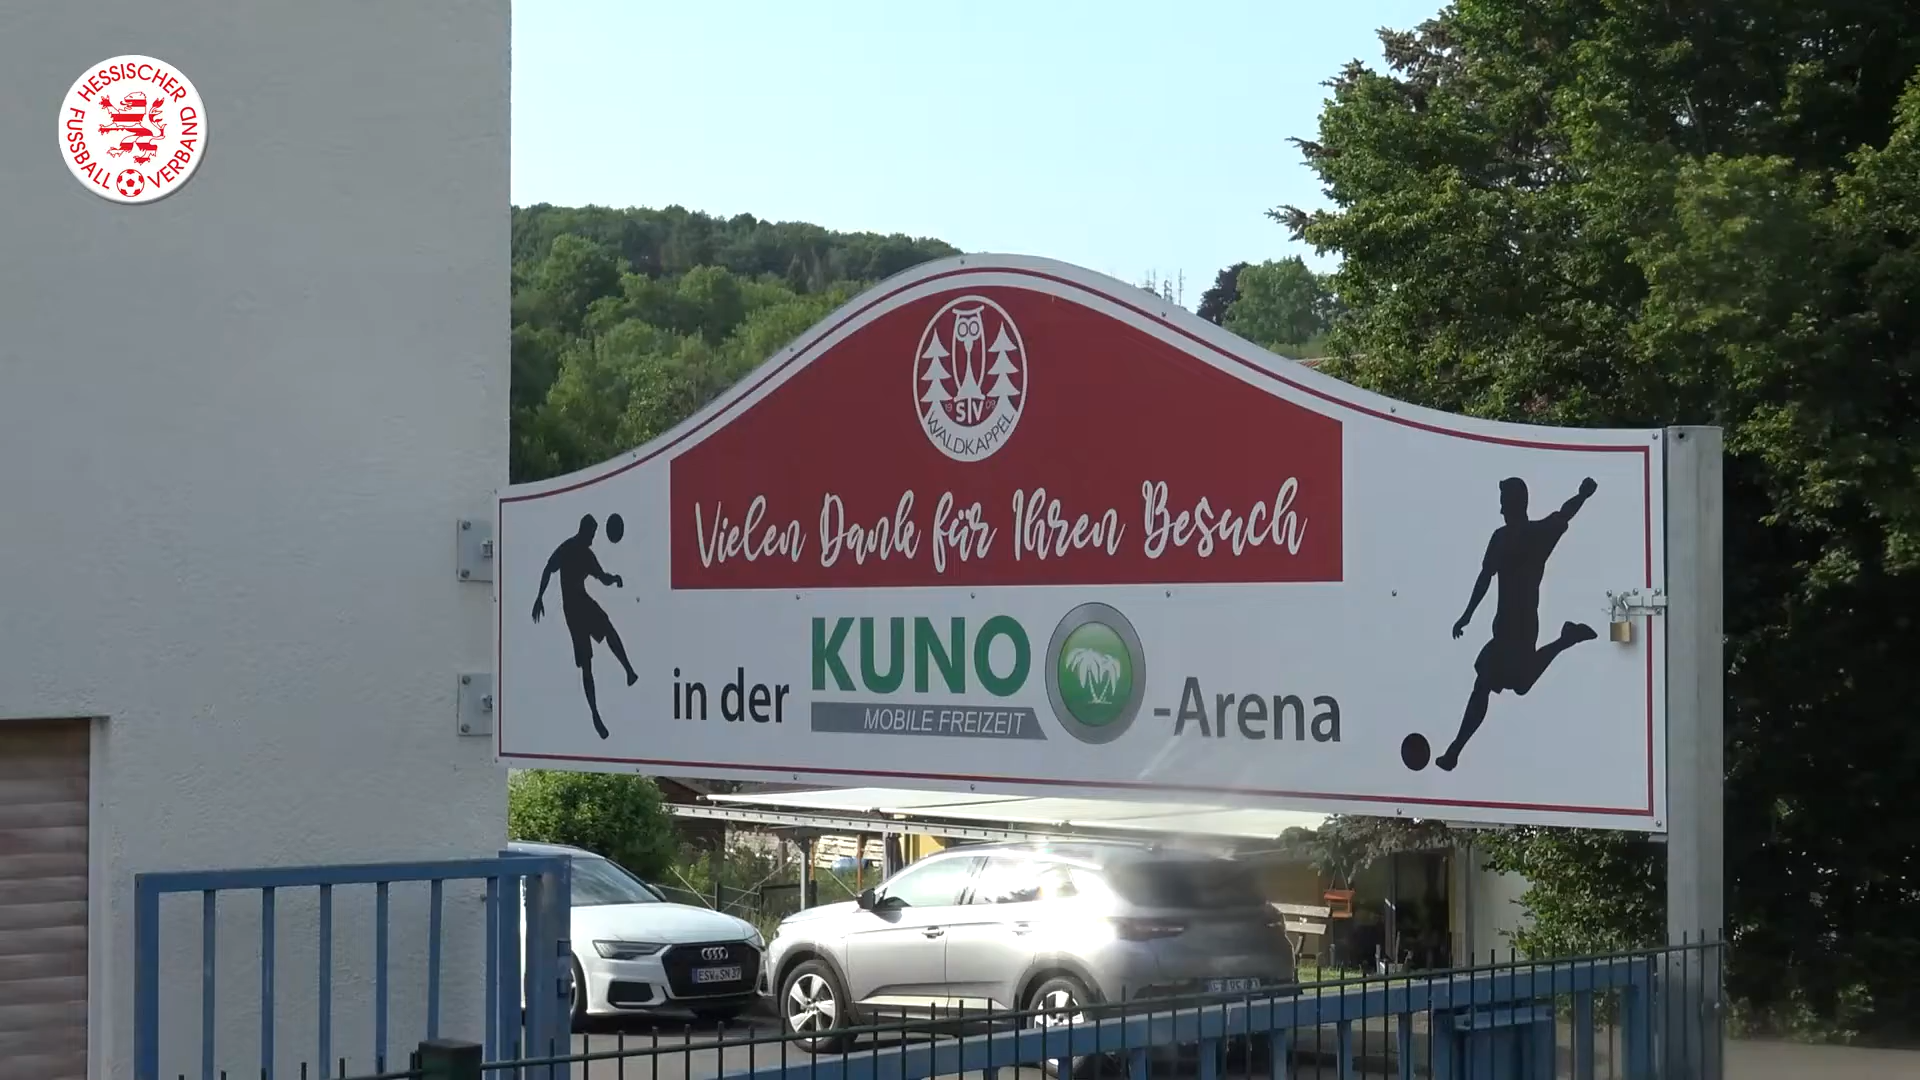 HESSISCHER
FUSSBALL VERBAND
SV
WALDKAPPEL
Vielen Dank für Ihren Besuch
in der KUNO -Arena
MOBILE FREIZEIT
ESW SN 37